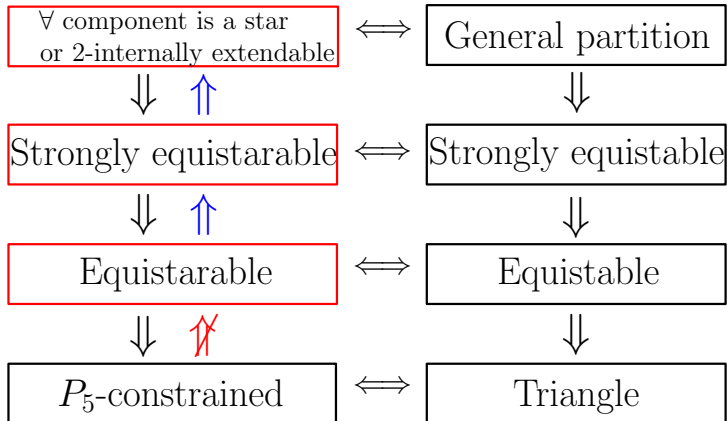 ∀ component is a star
or 2-internally extendable
⟺
General partition
⇓ ⇑ ⇓
Strongly equistarable ⟺ Strongly equistable
⇓ ⇑ ⇓
Equistarable ⟺ Equistable
⇓ ⇑̸ ⇓
P₅-constrained ⟺ Triangle